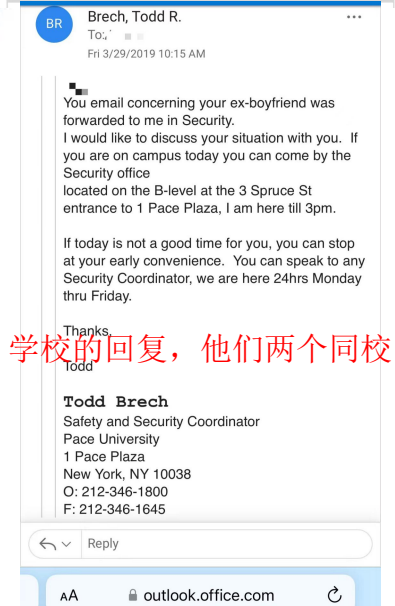 BR
Brech, Todd R.
To:
Fri 3/29/2019 10:15 AM
You email concerning your ex-boyfriend was
forwarded to me in Security.
I would like to discuss your situation with you.  If
you are on campus today you can come by the
Security office
located on the B-level at the 3 Spruce St
entrance to 1 Pace Plaza, I am here till 3pm.
If today is not a good time for you, you can stop
at your early convenience.  You can speak to any
Security Coordinator, we are here 24hrs Monday
thru Friday.
Thanks,
学校的回复，他们两个同校
Todd
Todd Brech
Safety and Security Coordinator
Pace University
1 Pace Plaza
New York, NY 10038
O: 212-346-1800
F: 212-346-1645
Reply
AA outlook.office.com